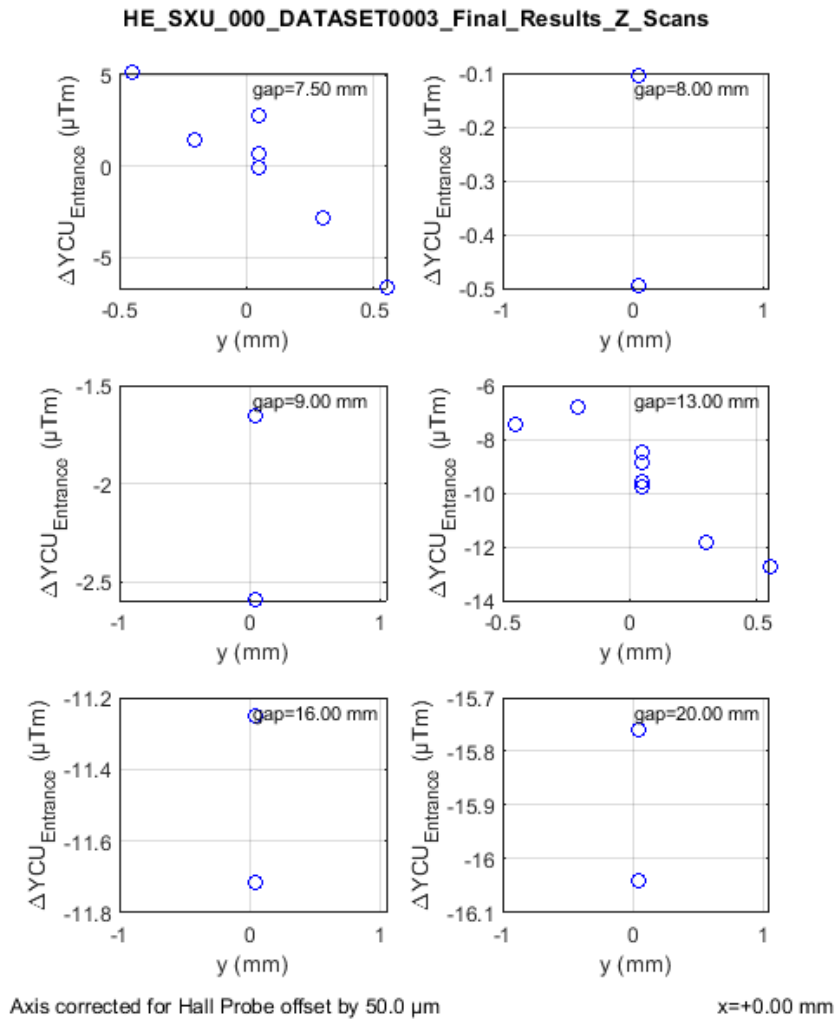 HE_SXU_000_DATASET0003_Final_Results_Z_Scans
gap=7.50 mm
5
0
-5
-0.5 0 0.5
y (mm)
ΔYCU_Entrance (μTm)
gap=8.00 mm
-0.1
-0.2
-0.3
-0.4
-0.5
-1 0 1
y (mm)
ΔYCU_Entrance (μTm)
gap=9.00 mm
-1.5
-2
-2.5
-1 0 1
y (mm)
ΔYCU_Entrance (μTm)
gap=13.00 mm
-6
-8
-10
-12
-14
-0.5 0 0.5
y (mm)
ΔYCU_Entrance (μTm)
gap=16.00 mm
-11.2
-11.4
-11.6
-11.8
-1 0 1
y (mm)
ΔYCU_Entrance (μTm)
gap=20.00 mm
-15.7
-15.8
-15.9
-16
-16.1
-1 0 1
y (mm)
ΔYCU_Entrance (μTm)
Axis corrected for Hall Probe offset by 50.0 μm
x=+0.00 mm